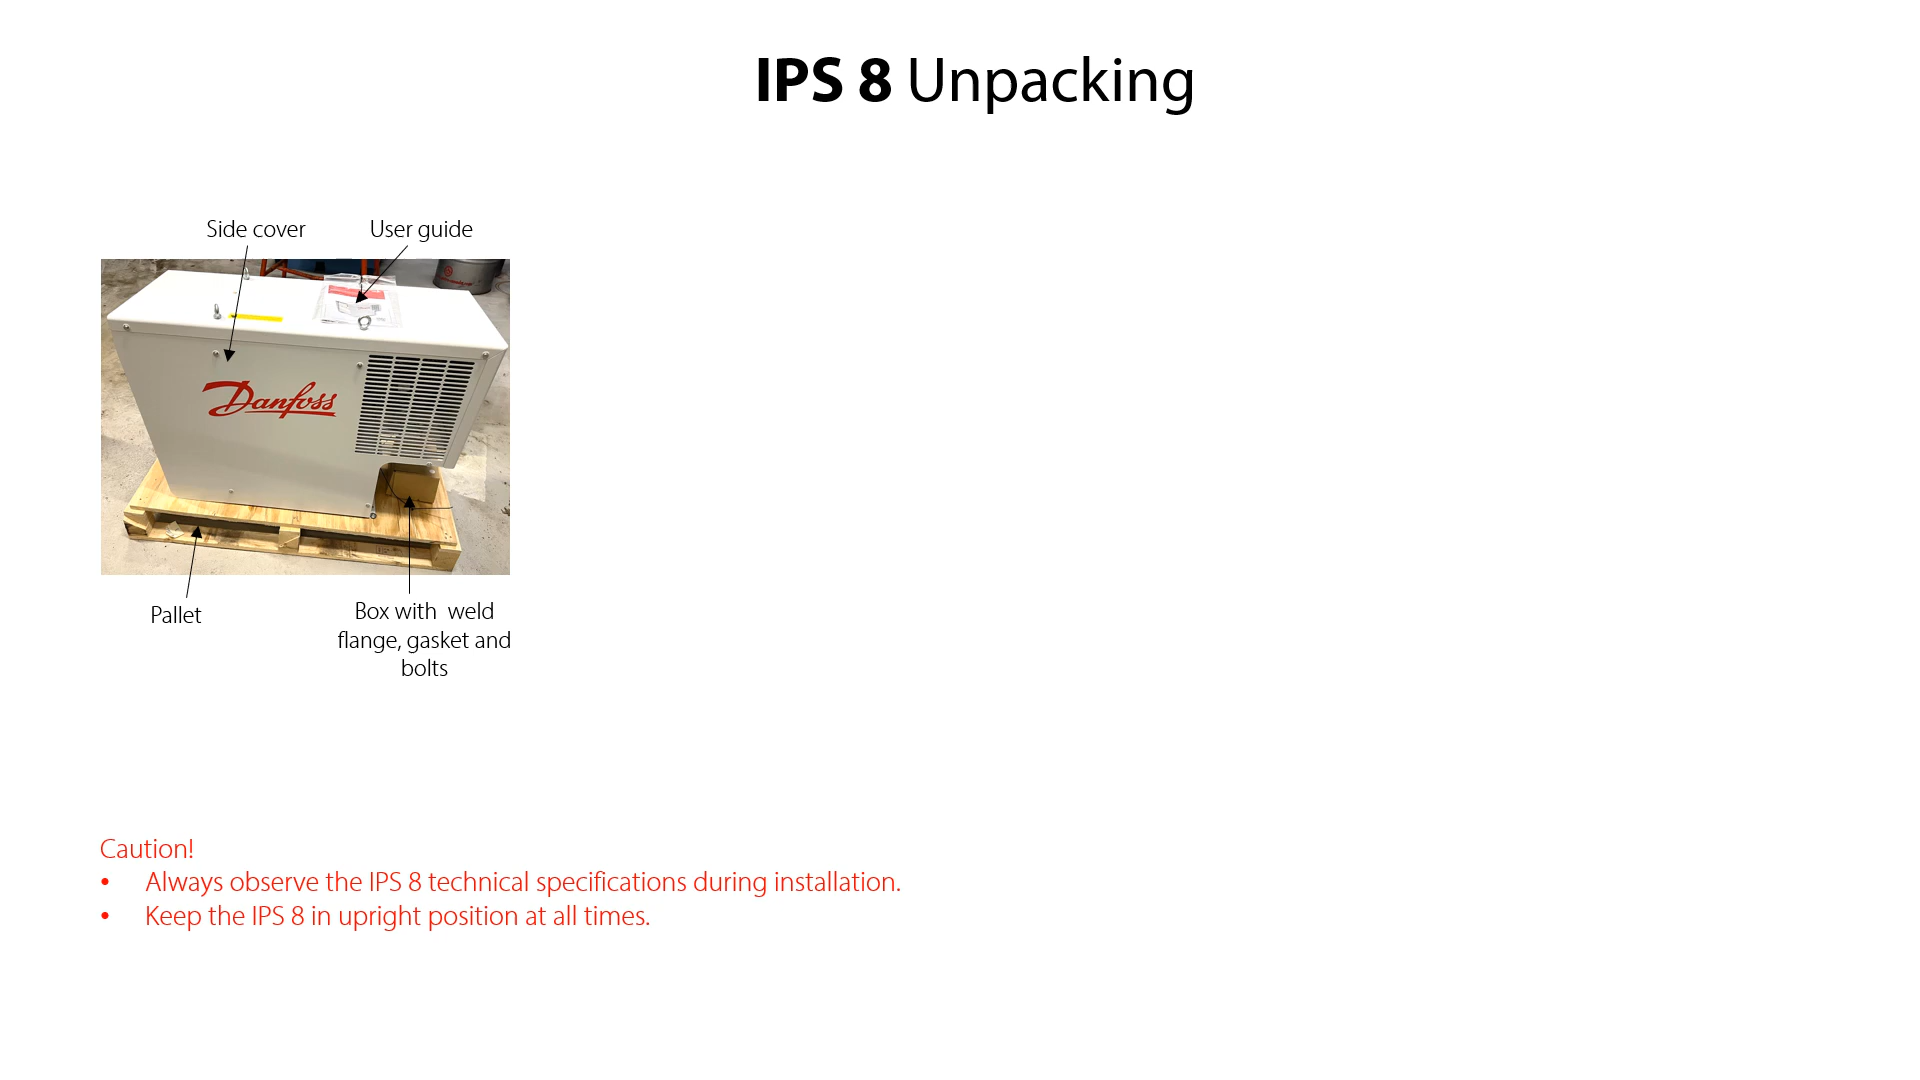 IPS 8 Unpacking
Side cover
User guide
Danfoss
Pallet
Box with weld
flange, gasket and
bolts
Caution!
• Always observe the IPS 8 technical specifications during installation.
• Keep the IPS 8 in upright position at all times.